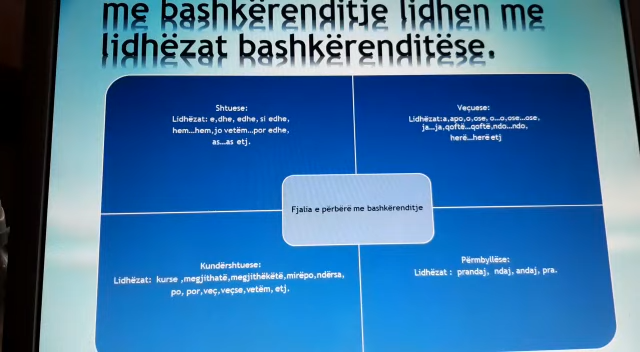 me bashkërenditje lidhen me
lidhëzat bashkërenditëse.
Shtuese:
Lidhëzat: e,dhe, edhe, si edhe,
hem...hem,jo vetëm...por edhe,
as...as etj.
Veçuese:
Lidhëzat:a,apo,o,ose, o...o,ose...ose,
ja...ja,qoftë...qoftë,ndo...ndo,
herë...herë etj
Fjalia e përbërë me bashkërenditje
Kundërshtuese:
Lidhëzat: kurse ,megjithatë,megjithëkëtë,mirëpo,ndërsa,
po, por,veç,veçse,vetëm, etj.
Përmbyllëse:
Lidhëzat : prandaj, ndaj, andaj, pra.